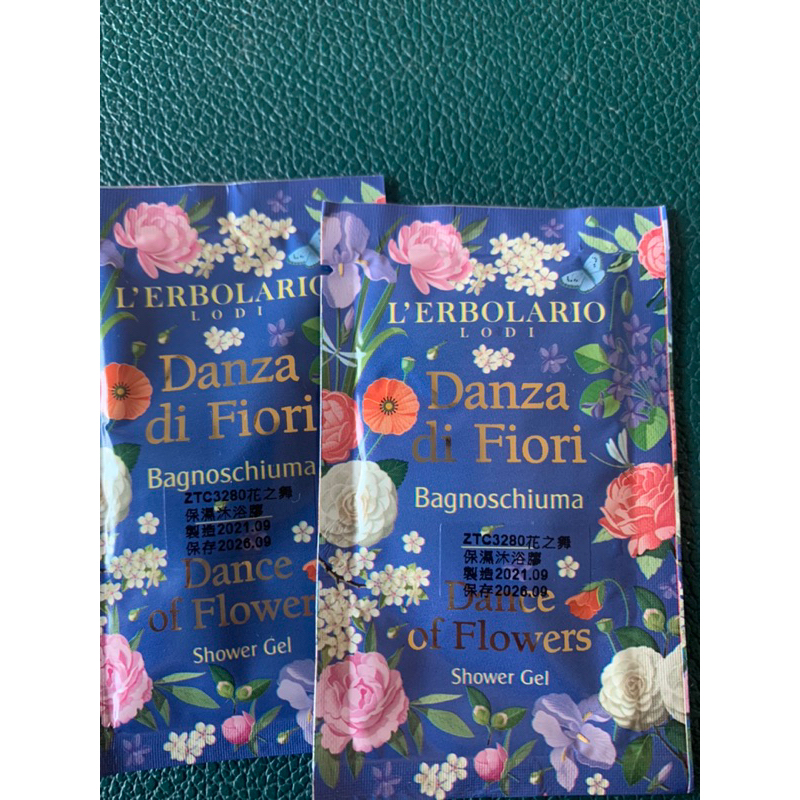 L'ERBOLARIO
LODI
Danza
di Fiori
Bagnoschiuma
ZTC3280花之舞
保濕沐浴膠
製造2021.09
保存2026.09
Dance
of Flowers
Shower Gel
L'ERBOLARIO
LODI
Danza
di Fiori
Bagnoschiuma
ZTC3280花之舞
保濕沐浴膠
製造2021.09
保存2026.09
Dance
of Flowers
Shower Gel